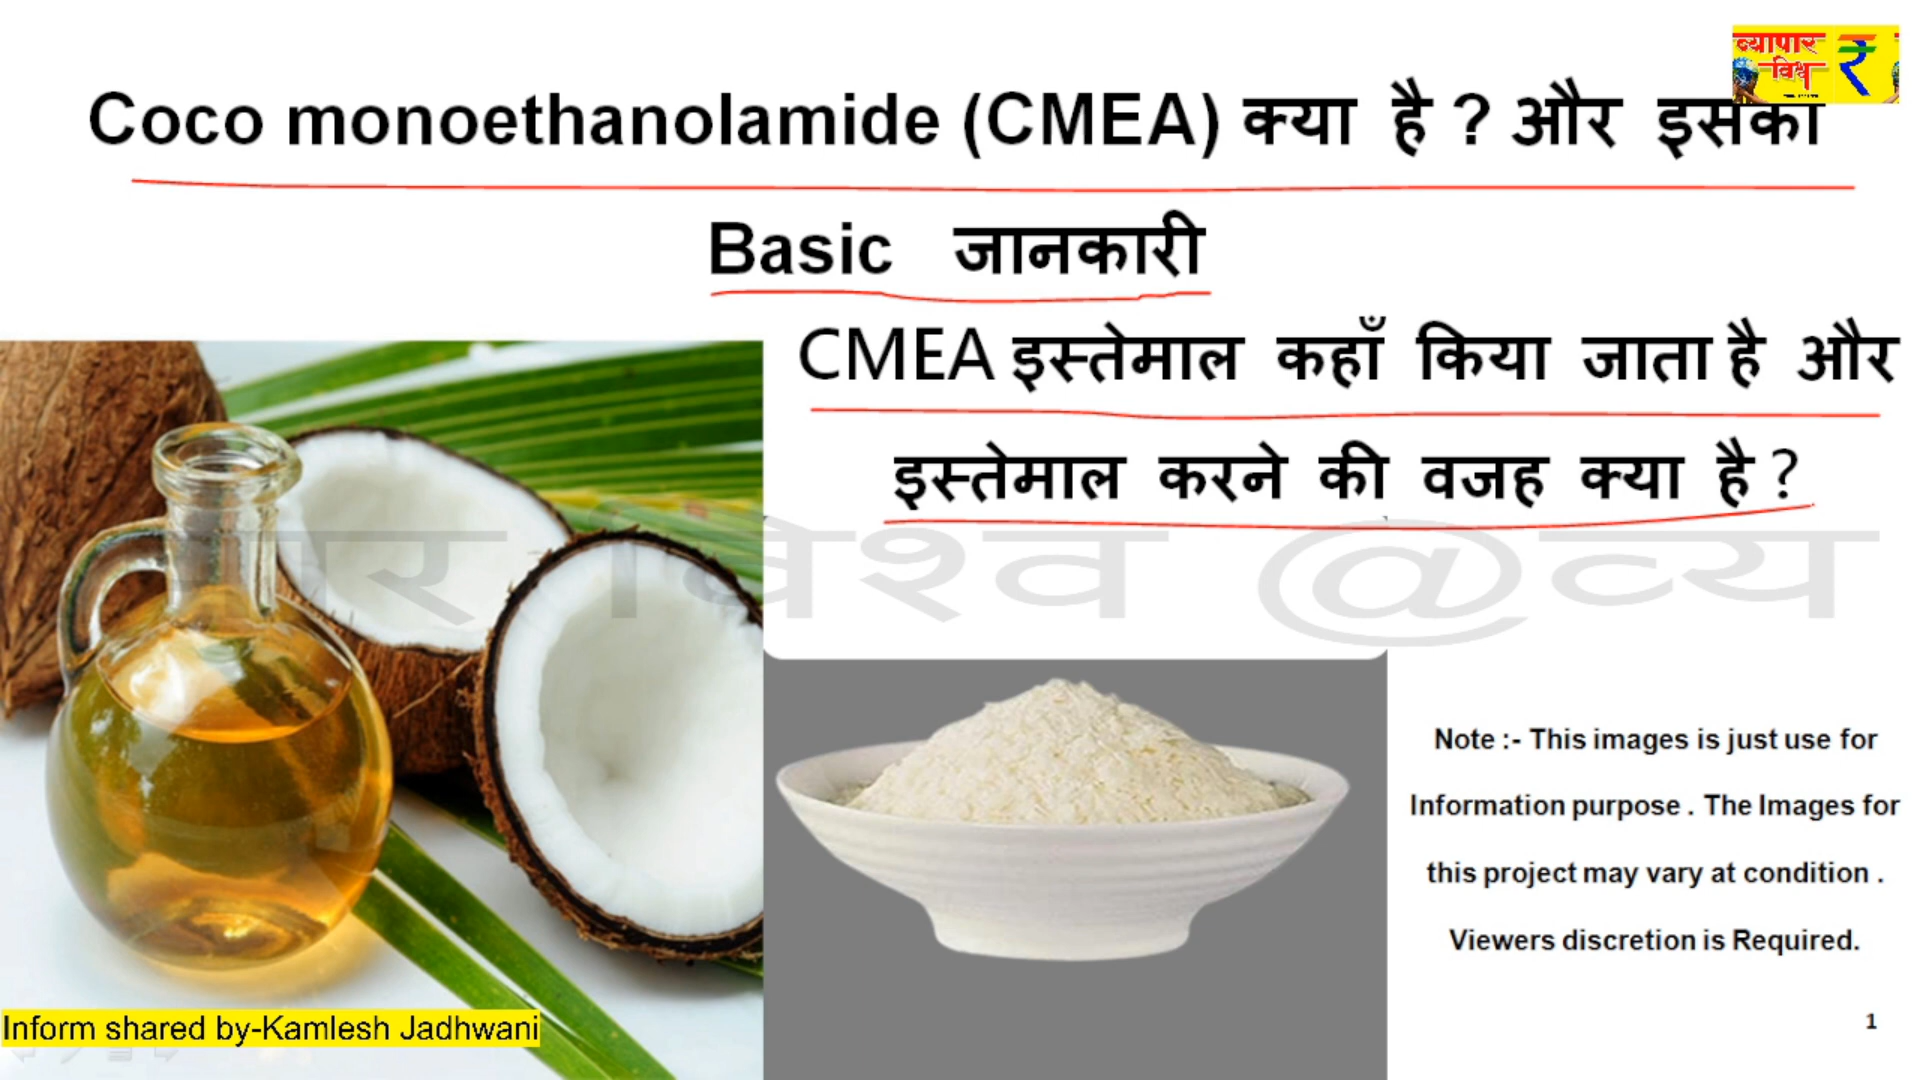 व्यापार
विश्व
₹
Coco monoethanolamide (CMEA) क्या है ? और इसकी
Basic जानकारी
CMEA इस्तेमाल कहाँ किया जाता है और
इस्तेमाल करने की वजह क्या है ?
पार विश्व @व्य
Note :- This images is just use for
Information purpose . The Images for
this project may vary at condition .
Viewers discretion is Required.
Inform shared by-Kamlesh Jadhwani
1